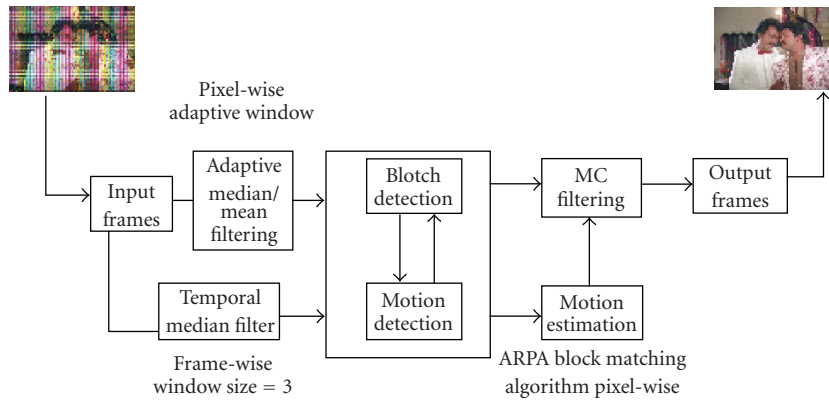 Pixel-wise
adaptive window
Input
frames
Adaptive
median/
mean
filtering
Blotch
detection
MC
filtering
Output
frames
Temporal
median filter
Motion
detection
Motion
estimation
Frame-wise
window size = 3
ARPA block matching
algorithm pixel-wise